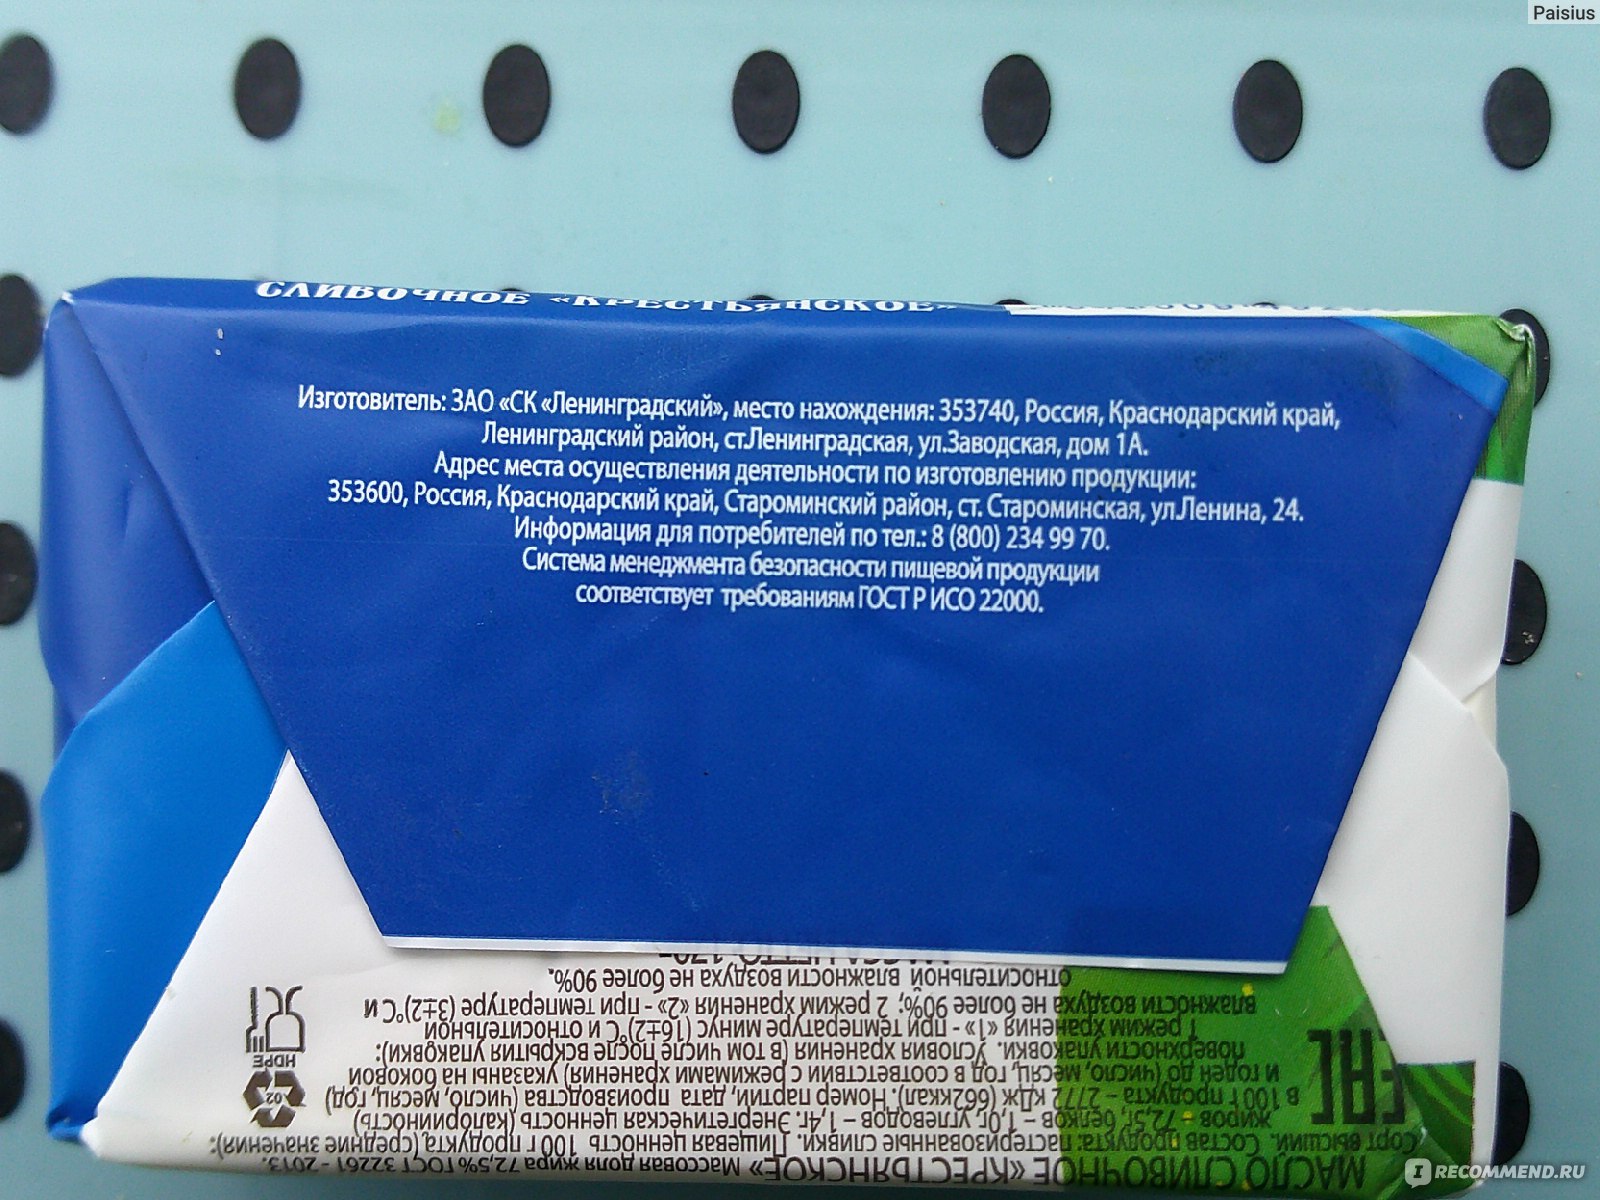 Paisius
СЛИВОЧНОЕ «КРЕСТЬЯНСКОЕ»
Изготовитель: ЗАО «СК «Ленинградский», место нахождения: 353740, Россия, Краснодарский край,
Ленинградский район, ст.Ленинградская, ул.Заводская, дом 1А.
Адрес места осуществления деятельности по изготовлению продукции:
353600, Россия, Краснодарский край, Староминский район, ст. Староминская, ул.Ленина, 24.
Информация для потребителей по тел.: 8 (800) 234 99 70.
Система менеджмента безопасности пищевой продукции
соответствует требованиям ГОСТ Р ИСО 22000.
МАСЛО СЛИВОЧНОЕ «КРЕСТЬЯНСКОЕ» Массовая доля жира 72,5% ГОСТ 32261 - 2013.
Сорт высший. Состав продукта: пастеризованные сливки. Пищевая ценность 100 г продукта (средние значения):
жиров – 72,5г, белков – 1,0г, углеводов – 1,4г. Энергетическая ценность (калорийность)
в 100 г продукта – 2772 кДж (662ккал). Номер партии, дата производства (число, месяц, год)
и годен до (число, месяц, год в соответствии с режимами хранения) указаны на боковой
поверхности упаковки. Условия хранения (в том числе после вскрытия упаковки):
1 режим хранения «1» - при температуре минус (16±2)°С и относительной
влажности воздуха не более 90%; 2 режим хранения «2» - при температуре (3±2)°С и
относительной влажности воздуха не более 90%.
НЕТТО 170
EAC
HDPE
02
IRECOMMEND.RU